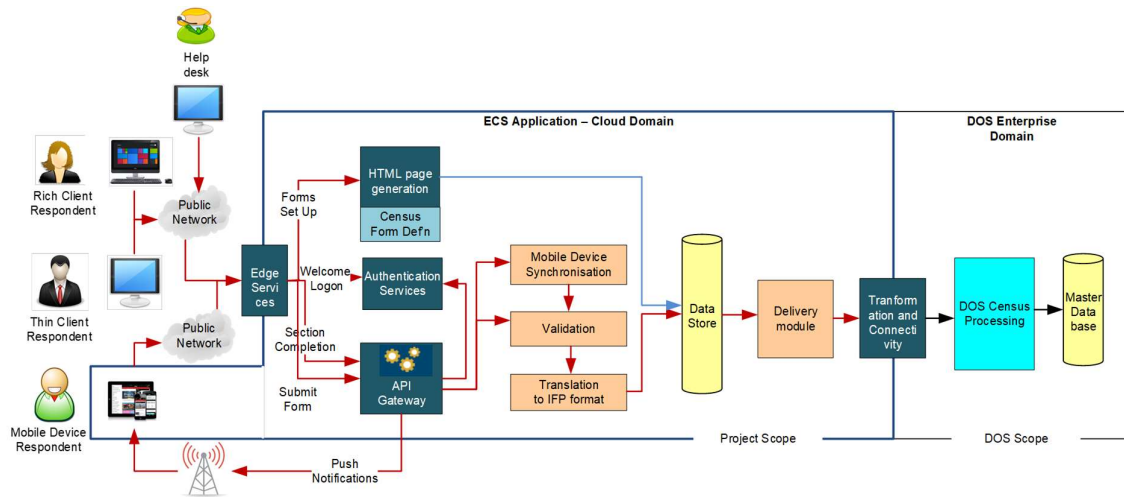 Help
desk
ECS Application – Cloud Domain
DOS Enterprise
Domain
Rich Client
Respondent
Public
Network
Forms
Set Up
HTML page
generation
Census
Form Def'n
Thin Client
Respondent
Edge
Servi
ces
Welcome
Logon
Authentication
Services
Mobile Device
Synchronisation
Data
Store
Delivery
module
Tranform
ation and
Connecti
vity
DOS Census
Processing
Master
Data
base
Public
Network
Section
Completion
Validation
Submit
Form
API
Gateway
Translation
to IFP format
Mobile Device
Respondent
Push
Notifications
Project Scope
DOS Scope